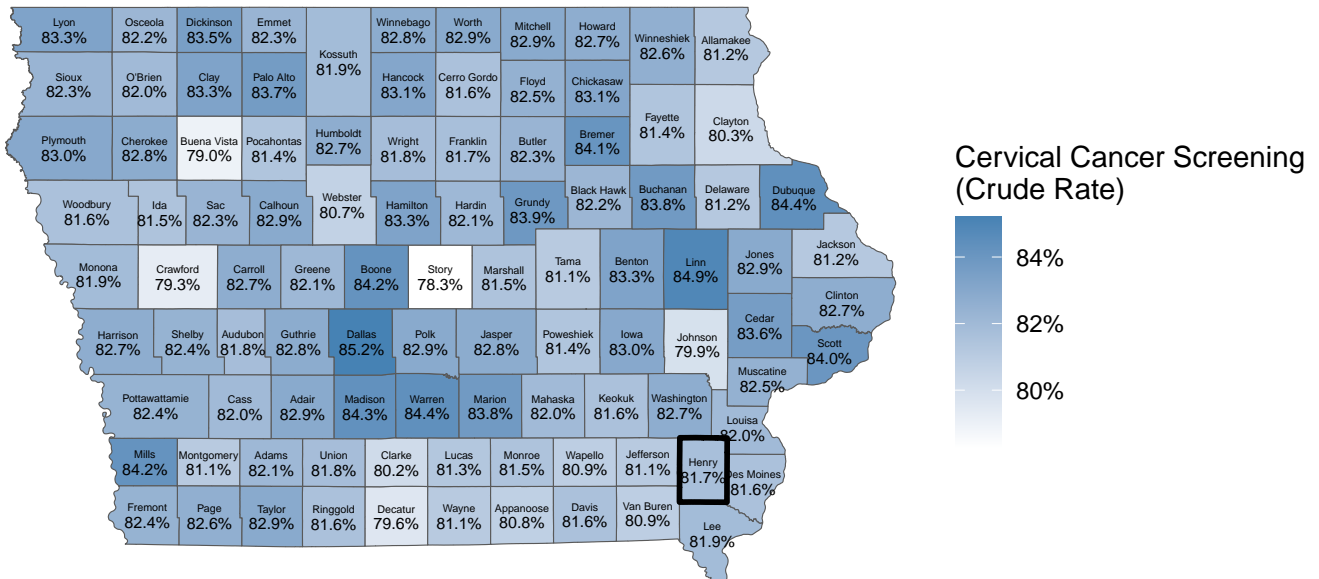 Lyon
83.3%
Osceola
82.2%
Dickinson
83.5%
Emmet
82.3%
Kossuth
81.9%
Winnebago
82.8%
Worth
82.9%
Mitchell
82.9%
Howard
82.7%
Winneshiek
82.6%
Allamakee
81.2%
Sioux
82.3%
O'Brien
82.0%
Clay
83.3%
Palo Alto
83.7%
Hancock
83.1%
Cerro Gordo
81.6%
Floyd
82.5%
Chickasaw
83.1%
Fayette
81.4%
Clayton
80.3%
Plymouth
83.0%
Cherokee
82.8%
Buena Vista
79.0%
Pocahontas
81.4%
Humboldt
82.7%
Wright
81.8%
Franklin
81.7%
Butler
82.3%
Bremer
84.1%
Woodbury
81.6%
Ida
81.5%
Sac
82.3%
Calhoun
82.9%
Webster
80.7%
Hamilton
83.3%
Hardin
82.1%
Grundy
83.9%
Black Hawk
82.2%
Buchanan
83.8%
Delaware
81.2%
Dubuque
84.4%
Monona
81.9%
Crawford
79.3%
Carroll
82.7%
Greene
82.1%
Boone
84.2%
Story
78.3%
Marshall
81.5%
Tama
81.1%
Benton
83.3%
Linn
84.9%
Jones
82.9%
Jackson
81.2%
Clinton
82.7%
Harrison
82.7%
Shelby
82.4%
Audubon
81.8%
Guthrie
82.8%
Dallas
85.2%
Polk
82.9%
Jasper
82.8%
Poweshiek
81.4%
Iowa
83.0%
Johnson
79.9%
Cedar
83.6%
Scott
84.0%
Muscatine
82.5%
Pottawattamie
82.4%
Cass
82.0%
Adair
82.9%
Madison
84.3%
Warren
84.4%
Marion
83.8%
Mahaska
82.0%
Keokuk
81.6%
Washington
82.7%
Louisa
82.0%
Mills
84.2%
Montgomery
81.1%
Adams
82.1%
Union
81.8%
Clarke
80.2%
Lucas
81.3%
Monroe
81.5%
Wapello
80.9%
Jefferson
81.1%
Henry
81.7%
Des Moines
81.6%
Fremont
82.4%
Page
82.6%
Taylor
82.9%
Ringgold
81.6%
Decatur
79.6%
Wayne
81.1%
Appanoose
80.8%
Davis
81.6%
Van Buren
80.9%
Lee
81.9%
Cervical Cancer Screening
(Crude Rate)
84%
82%
80%